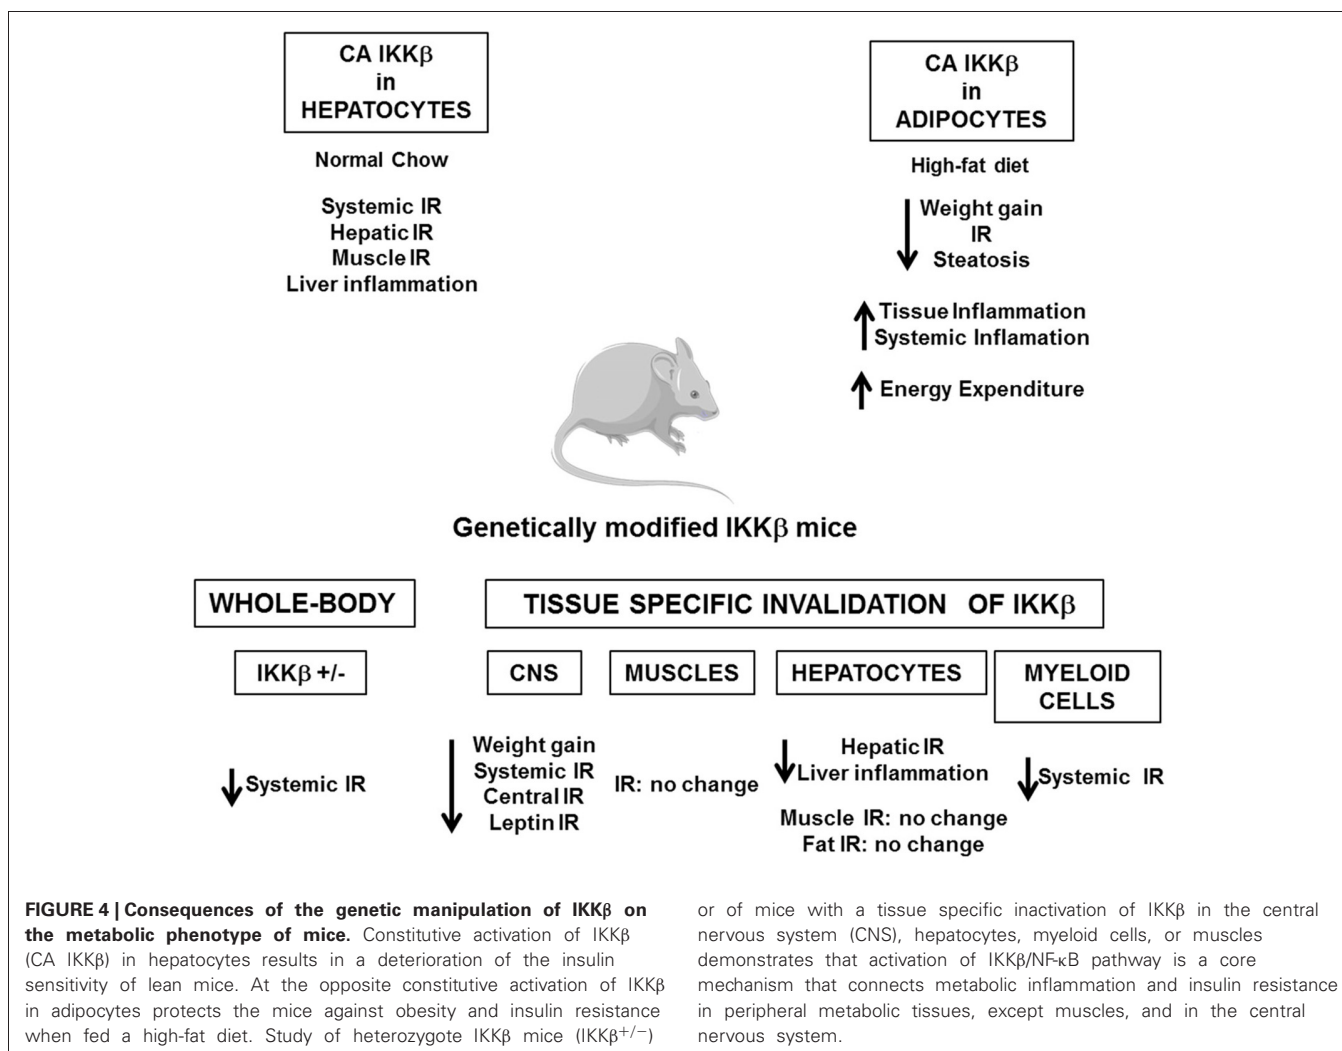 CA IKKβ
in
HEPATOCYTES
Normal Chow
Systemic IR
Hepatic IR
Muscle IR
Liver inflammation
CA IKKβ
in
ADIPOCYTES
High-fat diet
Weight gain
IR
Steatosis
Tissue Inflammation
Systemic Inflamation
Energy Expenditure
Genetically modified IKKβ mice
WHOLE-BODY
IKKβ +/-
Systemic IR
TISSUE SPECIFIC INVALIDATION OF IKKβ
CNS
Weight gain
Systemic IR
Central IR
Leptin IR
MUSCLES
IR: no change
HEPATOCYTES
Hepatic IR
Liver inflammation
Muscle IR: no change
Fat IR: no change
MYELOID
CELLS
Systemic IR
FIGURE 4 | Consequences of the genetic manipulation of IKKβ on
the metabolic phenotype of mice. Constitutive activation of IKKβ
(CA IKKβ) in hepatocytes results in a deterioration of the insulin
sensitivity of lean mice. At the opposite constitutive activation of IKKβ
in adipocytes protects the mice against obesity and insulin resistance
when fed a high-fat diet. Study of heterozygote IKKβ mice (IKKβ+/−)
or of mice with a tissue specific inactivation of IKKβ in the central
nervous system (CNS), hepatocytes, myeloid cells, or muscles
demonstrates that activation of IKKβ/NF-κB pathway is a core
mechanism that connects metabolic inflammation and insulin resistance
in peripheral metabolic tissues, except muscles, and in the central
nervous system.